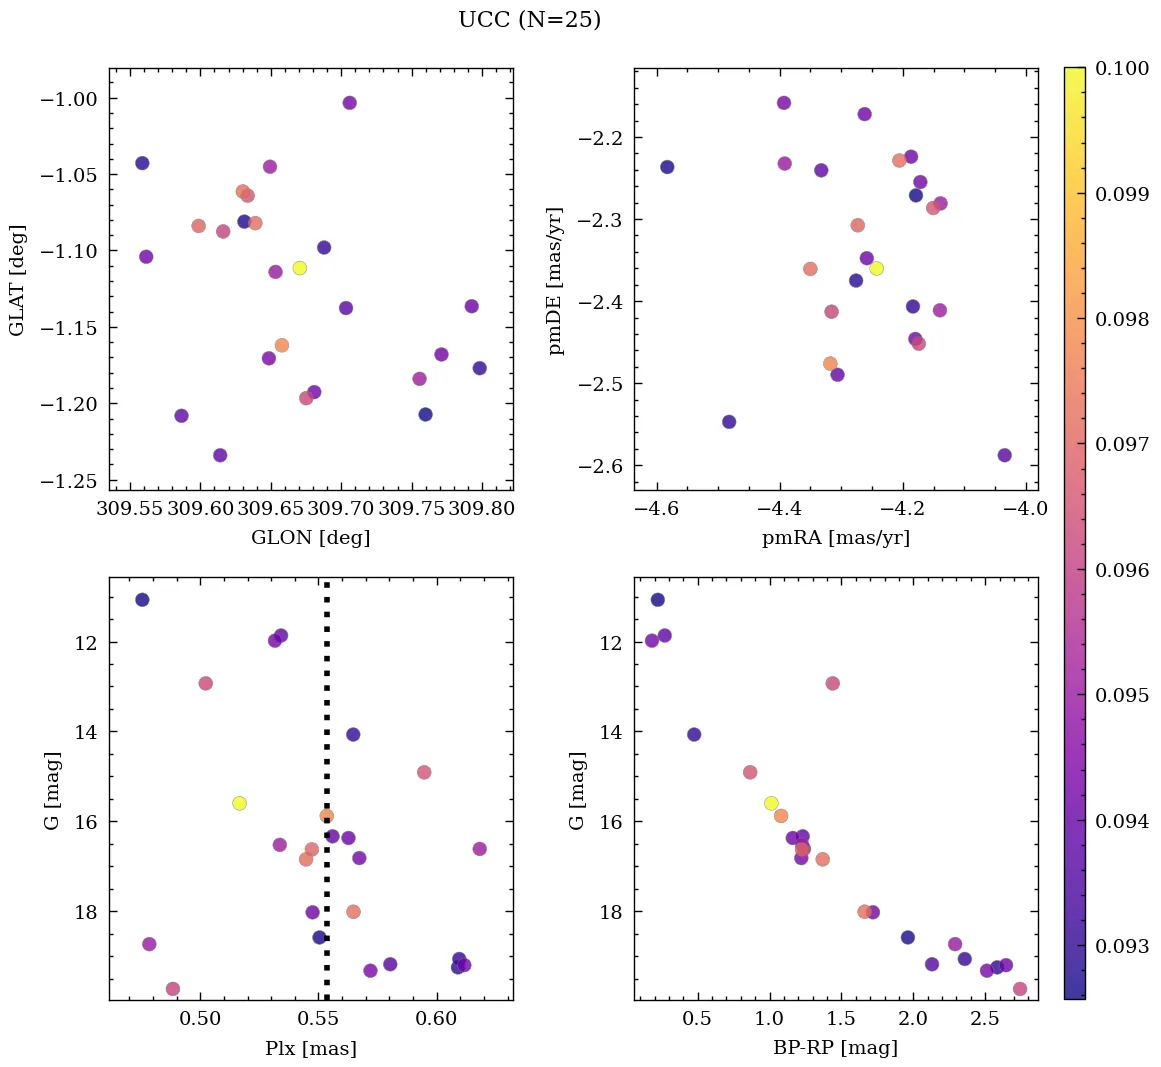 UCC (N=25)
−1.00
−1.05
−1.10
−1.15
−1.20
−1.25
GLAT [deg]
309.55 309.60 309.65 309.70 309.75 309.80
GLON [deg]
−2.2
−2.3
−2.4
−2.5
−2.6
pmDE [mas/yr]
−4.6 −4.4 −4.2 −4.0
pmRA [mas/yr]
12
14
16
18
G [mag]
0.50 0.55 0.60
Plx [mas]
12
14
16
18
G [mag]
0.5 1.0 1.5 2.0 2.5
BP-RP [mag]
0.100
0.099
0.098
0.097
0.096
0.095
0.094
0.093